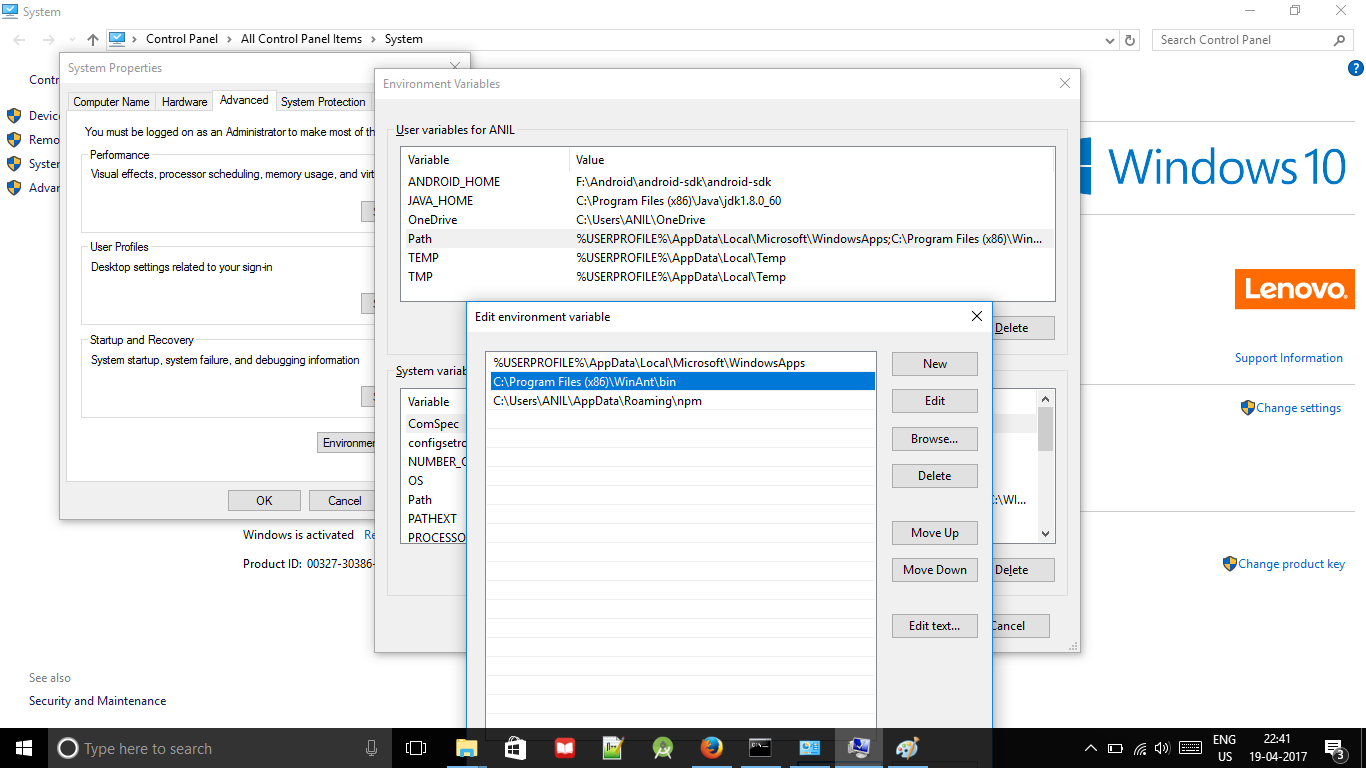 System
Control Panel > All Control Panel Items > System
Search Control Panel
System Properties
Computer Name
Hardware
Advanced
System Protection
You must be logged on as an Administrator to make most of th
Performance
Visual effects, processor scheduling, memory usage, and virt
User Profiles
Desktop settings related to your sign-in
Startup and Recovery
System startup, system failure, and debugging information
Environmen
OK
Cancel
Contr
Devic
Remo
Syster
Advar
Windows is activated
Re
Product ID: 00327-30386-
See also
Security and Maintenance
Environment Variables
User variables for ANIL
Variable Value
ANDROID_HOME F:\Android\android-sdk\android-sdk
JAVA_HOME C:\Program Files (x86)\Java\jdk1.8.0_60
OneDrive C:\Users\ANIL\OneDrive
Path %USERPROFILE%\AppData\Local\Microsoft\WindowsApps;C:\Program Files (x86)\Win...
TEMP %USERPROFILE%\AppData\Local\Temp
TMP %USERPROFILE%\AppData\Local\Temp
Delete
System variab
Variable
ComSpec
configsetro
NUMBER_O
OS
Path
:\WI...
PATHEXT
PROCESSO
Delete
Cancel
Edit environment variable
%USERPROFILE%\AppData\Local\Microsoft\WindowsApps
C:\Program Files (x86)\WinAnt\bin
C:\Users\ANIL\AppData\Roaming\npm
New
Edit
Browse...
Delete
Move Up
Move Down
Edit text...
?
Windows 10
Lenovo
Support Information
Change settings
Change product key
Type here to search
ENG
US
22:41
19-04-2017
3